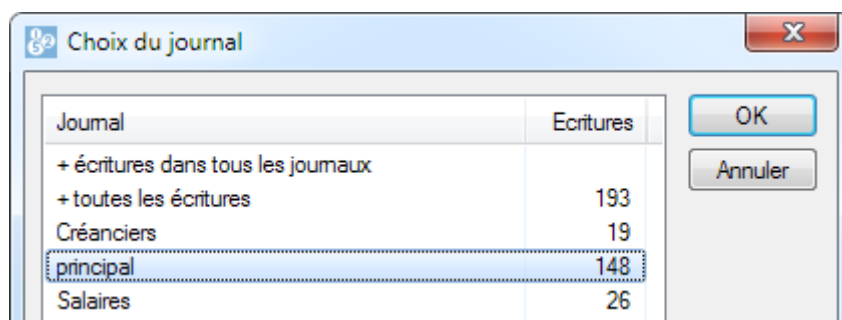 Choix du journal
Journal Ecritures
OK
+ écritures dans tous les journaux
Annuler
+ toutes les écritures 193
Créanciers 19
principal 148
Salaires 26